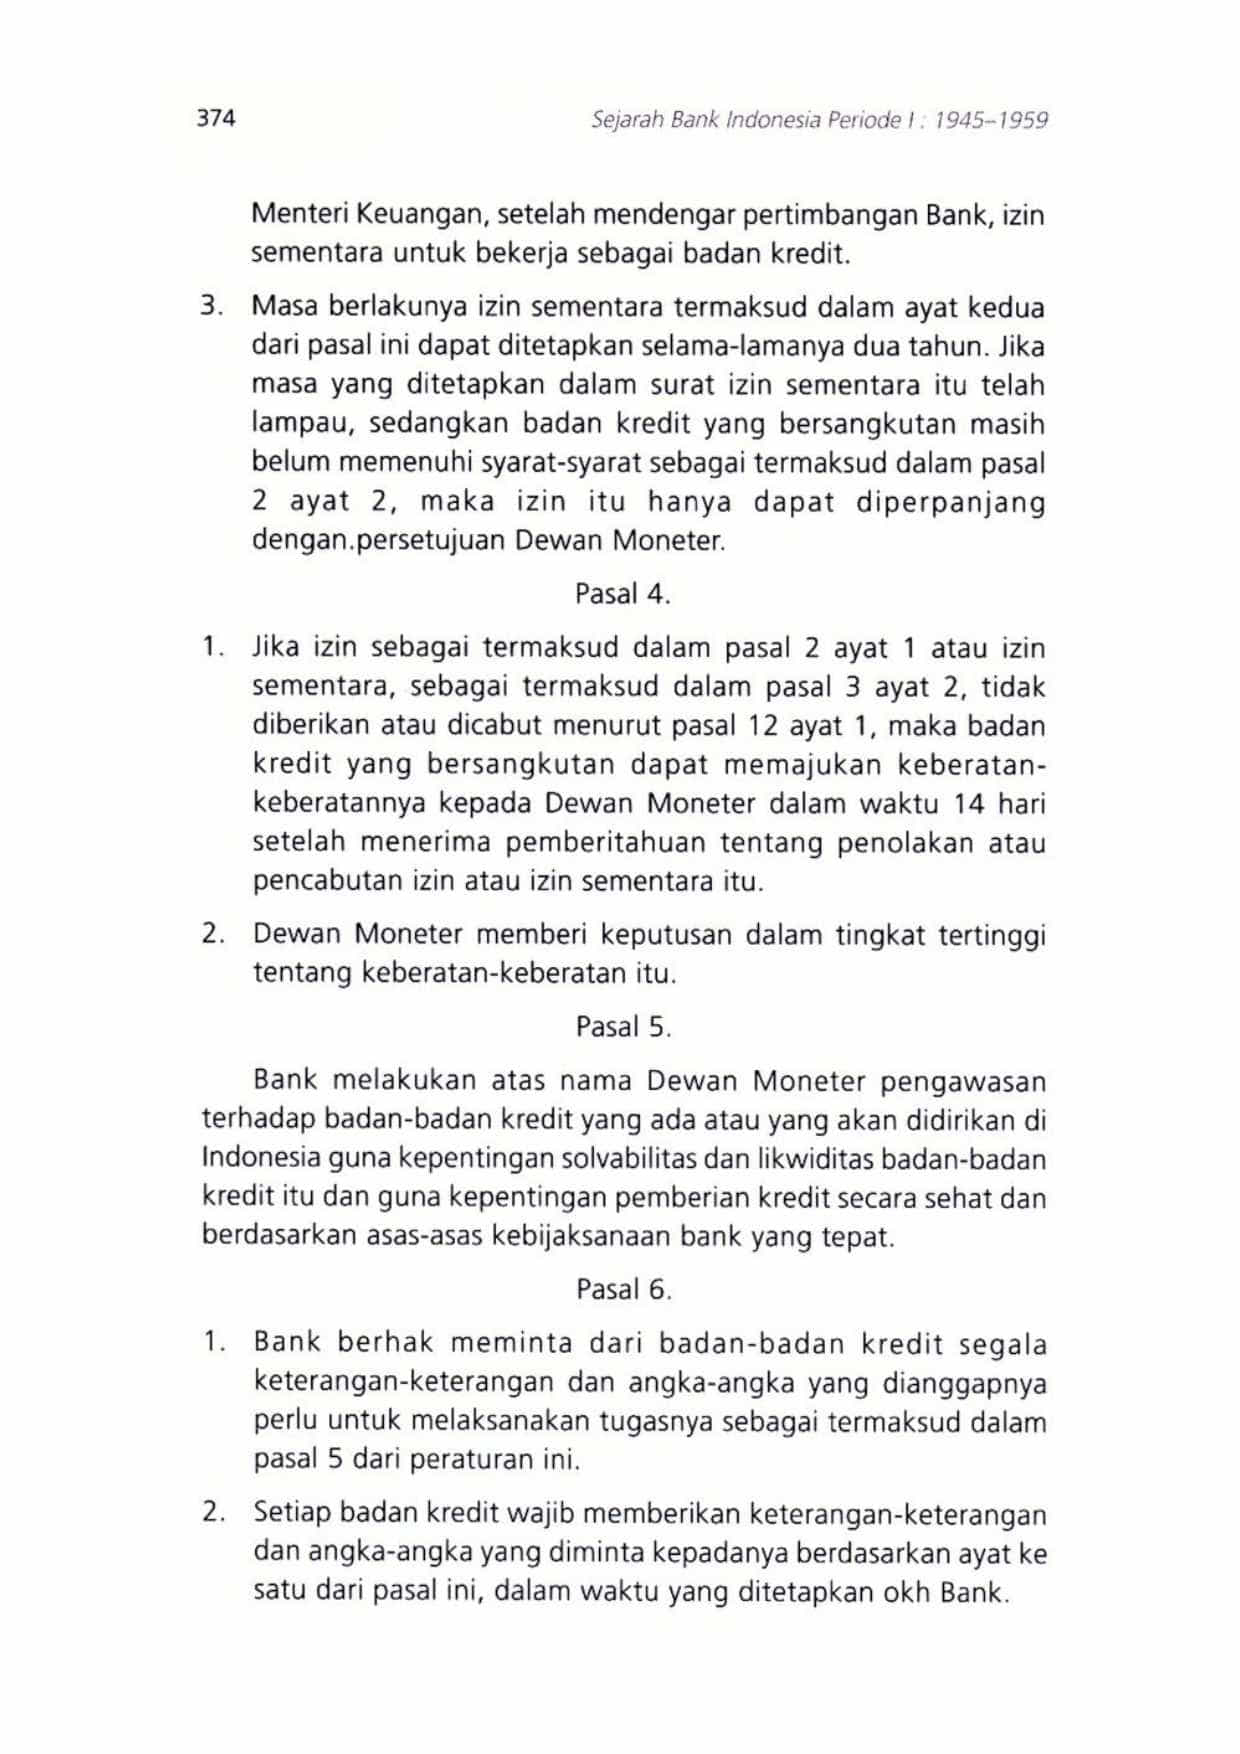 374
Sejarah Bank Indonesia Periode I : 1945–1959
Menteri Keuangan, setelah mendengar pertimbangan Bank, izin
sementara untuk bekerja sebagai badan kredit.
3. Masa berlakunya izin sementara termaksud dalam ayat kedua
dari pasal ini dapat ditetapkan selama-lamanya dua tahun. Jika
masa yang ditetapkan dalam surat izin sementara itu telah
lampau, sedangkan badan kredit yang bersangkutan masih
belum memenuhi syarat-syarat sebagai termaksud dalam pasal
2 ayat 2, maka izin itu hanya dapat diperpanjang
dengan.persetujuan Dewan Moneter.
Pasal 4.
1. Jika izin sebagai termaksud dalam pasal 2 ayat 1 atau izin
sementara, sebagai termaksud dalam pasal 3 ayat 2, tidak
diberikan atau dicabut menurut pasal 12 ayat 1, maka badan
kredit yang bersangkutan dapat memajukan keberatan-
keberatannya kepada Dewan Moneter dalam waktu 14 hari
setelah menerima pemberitahuan tentang penolakan atau
pencabutan izin atau izin sementara itu.
2. Dewan Moneter memberi keputusan dalam tingkat tertinggi
tentang keberatan-keberatan itu.
Pasal 5.
Bank melakukan atas nama Dewan Moneter pengawasan
terhadap badan-badan kredit yang ada atau yang akan didirikan di
Indonesia guna kepentingan solvabilitas dan likwiditas badan-badan
kredit itu dan guna kepentingan pemberian kredit secara sehat dan
berdasarkan asas-asas kebijaksanaan bank yang tepat.
Pasal 6.
1. Bank berhak meminta dari badan-badan kredit segala
keterangan-keterangan dan angka-angka yang dianggapnya
perlu untuk melaksanakan tugasnya sebagai termaksud dalam
pasal 5 dari peraturan ini.
2. Setiap badan kredit wajib memberikan keterangan-keterangan
dan angka-angka yang diminta kepadanya berdasarkan ayat ke
satu dari pasal ini, dalam waktu yang ditetapkan okh Bank.